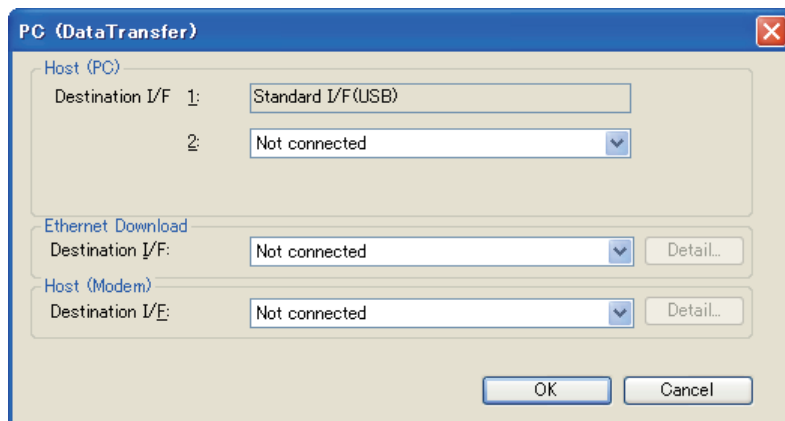 PC (DataTransfer)
Host (PC)
Destination I/F 1: Standard I/F(USB)
2: Not connected
Ethernet Download
Destination I/F: Not connected Detail...
Host (Modem)
Destination I/F: Not connected Detail...
OK Cancel